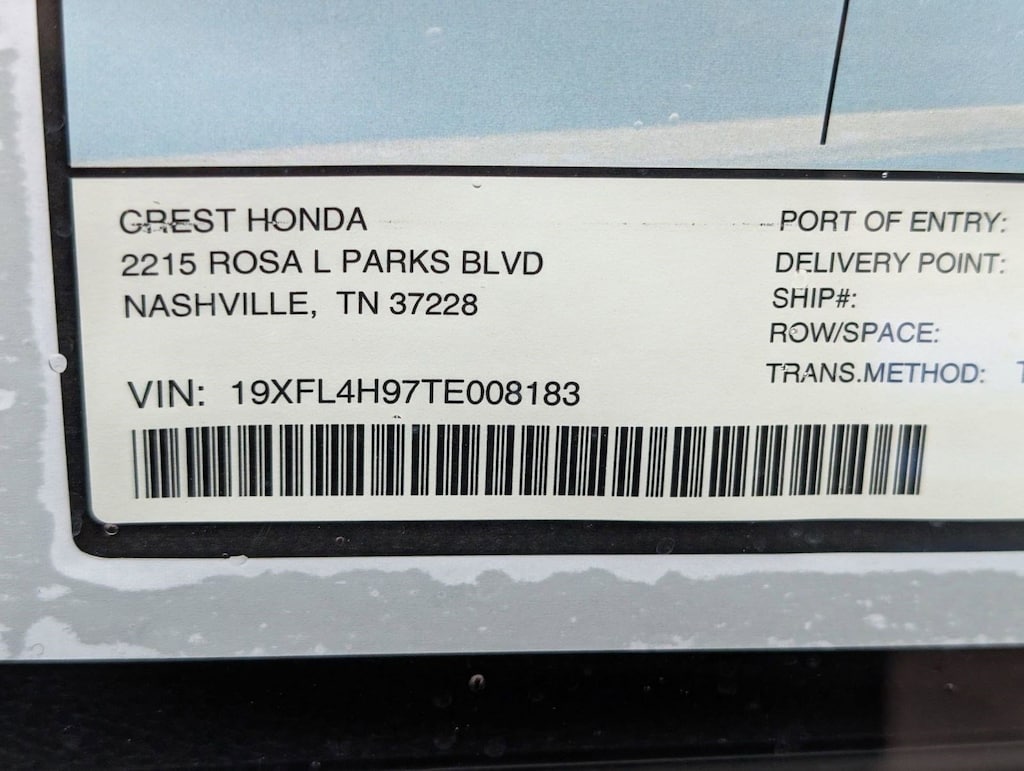 CREST HONDA
2215 ROSA L PARKS BLVD
NASHVILLE, TN 37228
VIN: 19XFL4H97TE008183
PORT OF ENTRY:
DELIVERY POINT:
SHIP#:
ROW/SPACE:
TRANS.METHOD: